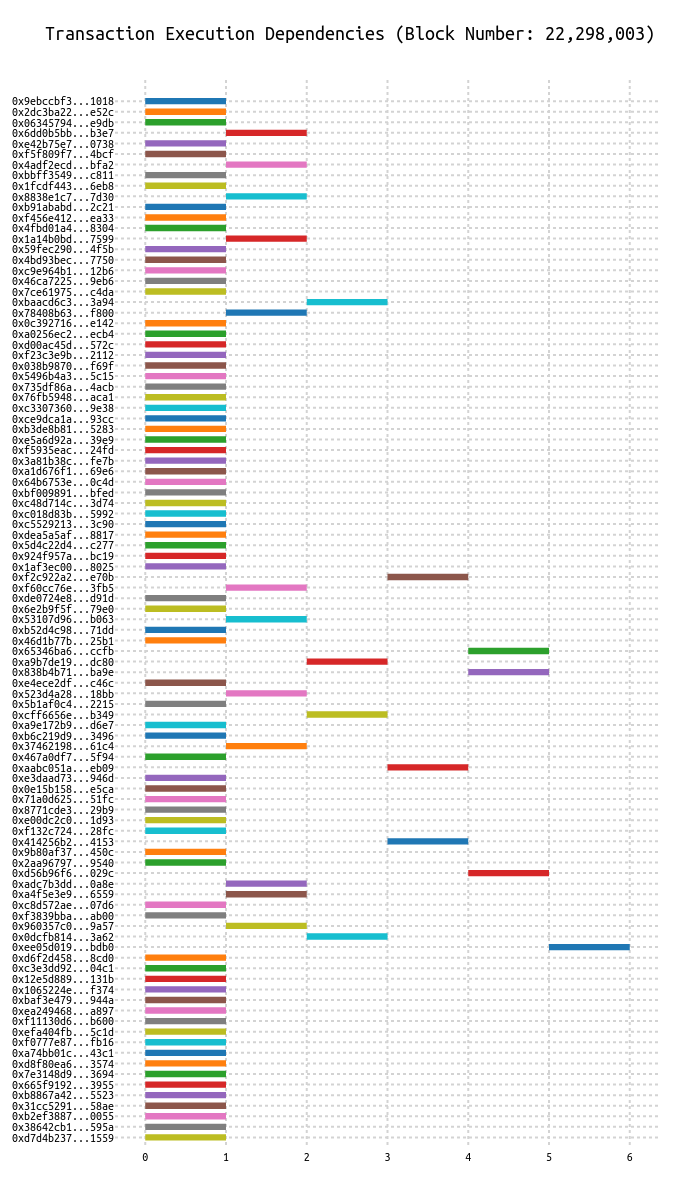 Transaction Execution Dependencies (Block Number: 22,298,003)
0x9ebccbf3...1018
0x2dc3ba22...e52c
0x06345794...e9db
0x6dd0b5bb...b3e7
0xe42b75e7...0738
0xf5f809f7...4bcf
0x4adf2ecd...bfa2
0xbbff3549...c811
0x1fcdf443...6eb8
0x8838e1c7...7d30
0xb91ababd...2c21
0xf456e412...ea33
0x4fbd01a4...8304
0x1a14b0bd...7599
0x59fec290...4f5b
0x4bd93bec...7750
0xc9e964b1...12b6
0x46ca7225...9eb6
0x7ce61975...c4da
0xbaacd6c3...3a94
0x78408b63...f800
0x0c392716...e142
0xa0256ec2...ecb4
0xd00ac45d...572c
0xf23c3e9b...2112
0x038b9870...f69f
0x5496b4a3...5c15
0x735df86a...4acb
0x76fb5948...aca1
0xc3307360...9e38
0xce9dca1a...93cc
0xb3de8b81...5283
0xe5a6d92a...39e9
0xf5935eac...24fd
0x3a81b38c...fe7b
0xa1d676f1...69e6
0x64b6753e...0c4d
0xbf009891...bfed
0xc48d714c...3d74
0xc018d83b...5992
0xc5529213...3c90
0xdea5a5af...8817
0x5d4c22d4...c277
0x924f957a...bc19
0x1af3ec00...8025
0xf2c922a2...e70b
0xf60cc76e...3fb5
0xde0724e8...d91d
0x6e2b9f5f...79e0
0x53107d96...b063
0xb52d4c98...71dd
0x46d1b77b...25b1
0x65346ba6...ccfb
0xa9b7de19...dc80
0x838b4b71...ba9e
0xe4ece2df...c46c
0x523d4a28...18bb
0x5b1af0c4...2215
0xcff6656e...b349
0xa9e172b9...d6e7
0xb6c219d9...3496
0x37462198...61c4
0x467a0df7...5f94
0xaabc051a...eb09
0xe3daad73...946d
0x0e15b158...e5ca
0x71a0d625...51fc
0x8771cde3...29b9
0xe00dc2c0...1d93
0xf132c724...28fc
0x414256b2...4153
0x9b80af37...450c
0x2aa96797...9540
0xd56b96f6...029c
0xadc7b3dd...0a8e
0xa4f5e3e9...6559
0xc8d572ae...07d6
0xf3839bba...ab00
0x960357c0...9a57
0x0dcfb814...3a62
0xee05d019...bdb0
0xd6f2d458...8cd0
0xc3e3dd92...04c1
0x12e5d889...131b
0x1065224e...f374
0xbaf3e479...944a
0xea249468...a897
0xf11130d6...b600
0xefa404fb...5c1d
0xf0777e87...fb16
0xa74bb01c...43c1
0xd8f80ea6...3574
0x7e3148d9...3694
0x665f9192...3955
0xb8867a42...5523
0x31cc5291...58ae
0xb2ef3887...0055
0x38642cb1...595a
0xd7d4b237...1559
0 1 2 3 4 5 6